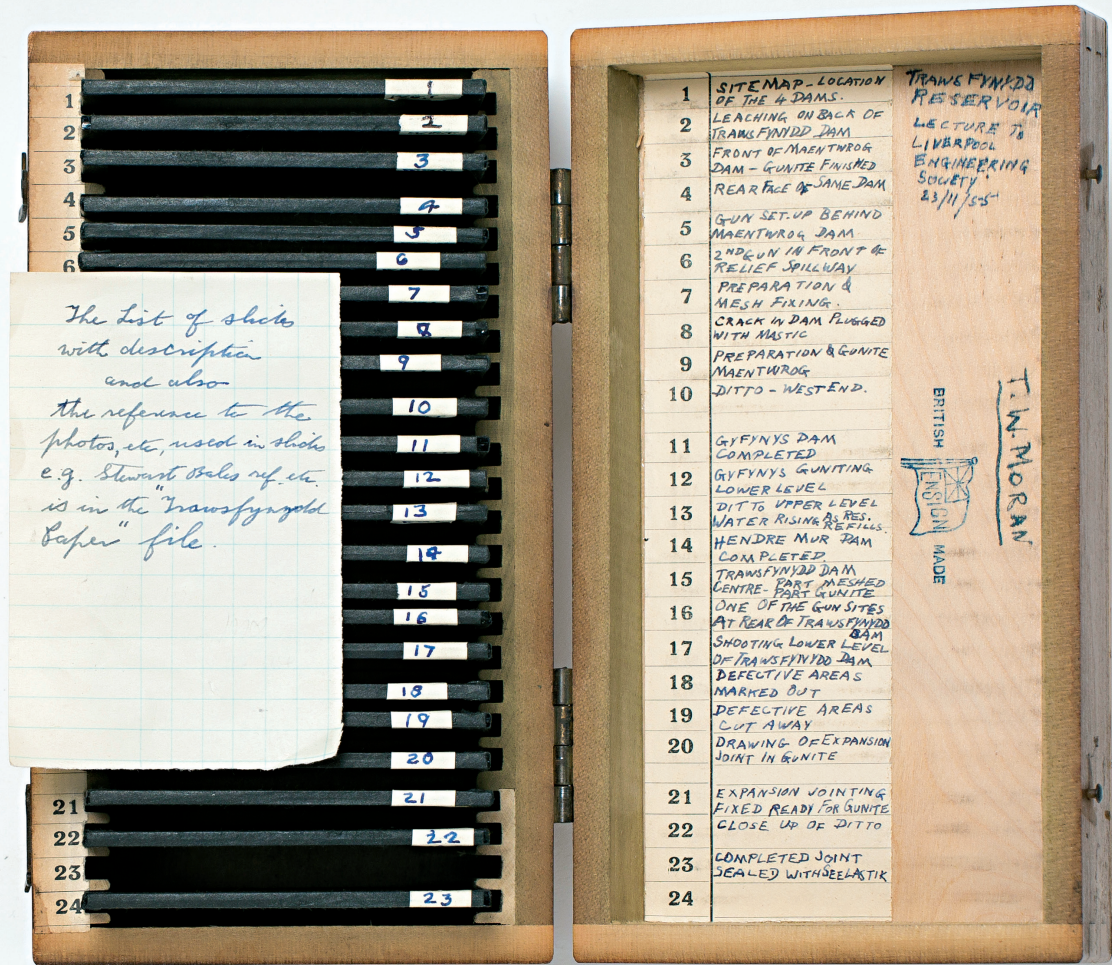 1
2
3
4
5
6
21
22
23
24
1
2
3
4
5
6
7
8
9
10
11
12
13
14
15
16
17
18
19
20
21
22
23
The List of slides
with description
and also
the reference to the
photos, etc, used in slides
e.g. Stewart Bales ref. etc.
is in the "Trawsfynydd
Paper" file.
1 SITE MAP - LOCATION
OF THE 4 DAMS.
2 LEACHING ON BACK OF
TRAWSFYNYDD DAM
3 FRONT OF MAENTWROG
DAM - GUNITE FINISHED
4 REAR FACE OF SAME DAM
5 GUN SET-UP BEHIND
MAENTWROG DAM
6 2ND GUN IN FRONT OF
RELIEF SPILLWAY
7 PREPARATION &
MESH FIXING.
8 CRACK IN DAM PLUGGED
WITH MASTIC
9 PREPARATION & GUNITE
MAENTWROG
10 DITTO - WEST END.
11 GYFYNYS DAM
COMPLETED
12 GYFYNYS GUNITING
LOWER LEVEL
13 DITTO UPPER LEVEL
WATER RISING AS RES.
REFILLS.
14 HENDRE MUR DAM
COMPLETED
15 TRAWSFYNYDD DAM
CENTRE - PART MESHED
PART GUNITE
16 ONE OF THE GUN SITES
AT REAR OF TRAWSFYNYDD
DAM
17 SHOOTING LOWER LEVEL
OF TRAWSFYNYDD DAM
18 DEFECTIVE AREAS
MARKED OUT
19 DEFECTIVE AREAS
CUT AWAY
20 DRAWING OF EXPANSION
JOINT IN GUNITE
21 EXPANSION JOINTING
FIXED READY FOR GUNITE
22 CLOSE UP OF DITTO
23 COMPLETED JOINT
SEALED WITH SEELASTIK
24
TRAWSFYNYDD
RESERVOIR
LECTURE TO
LIVERPOOL
ENGINEERING
SOCIETY
23/11/55
T. W. MORAN
BRITISH
ENSIGN
MADE